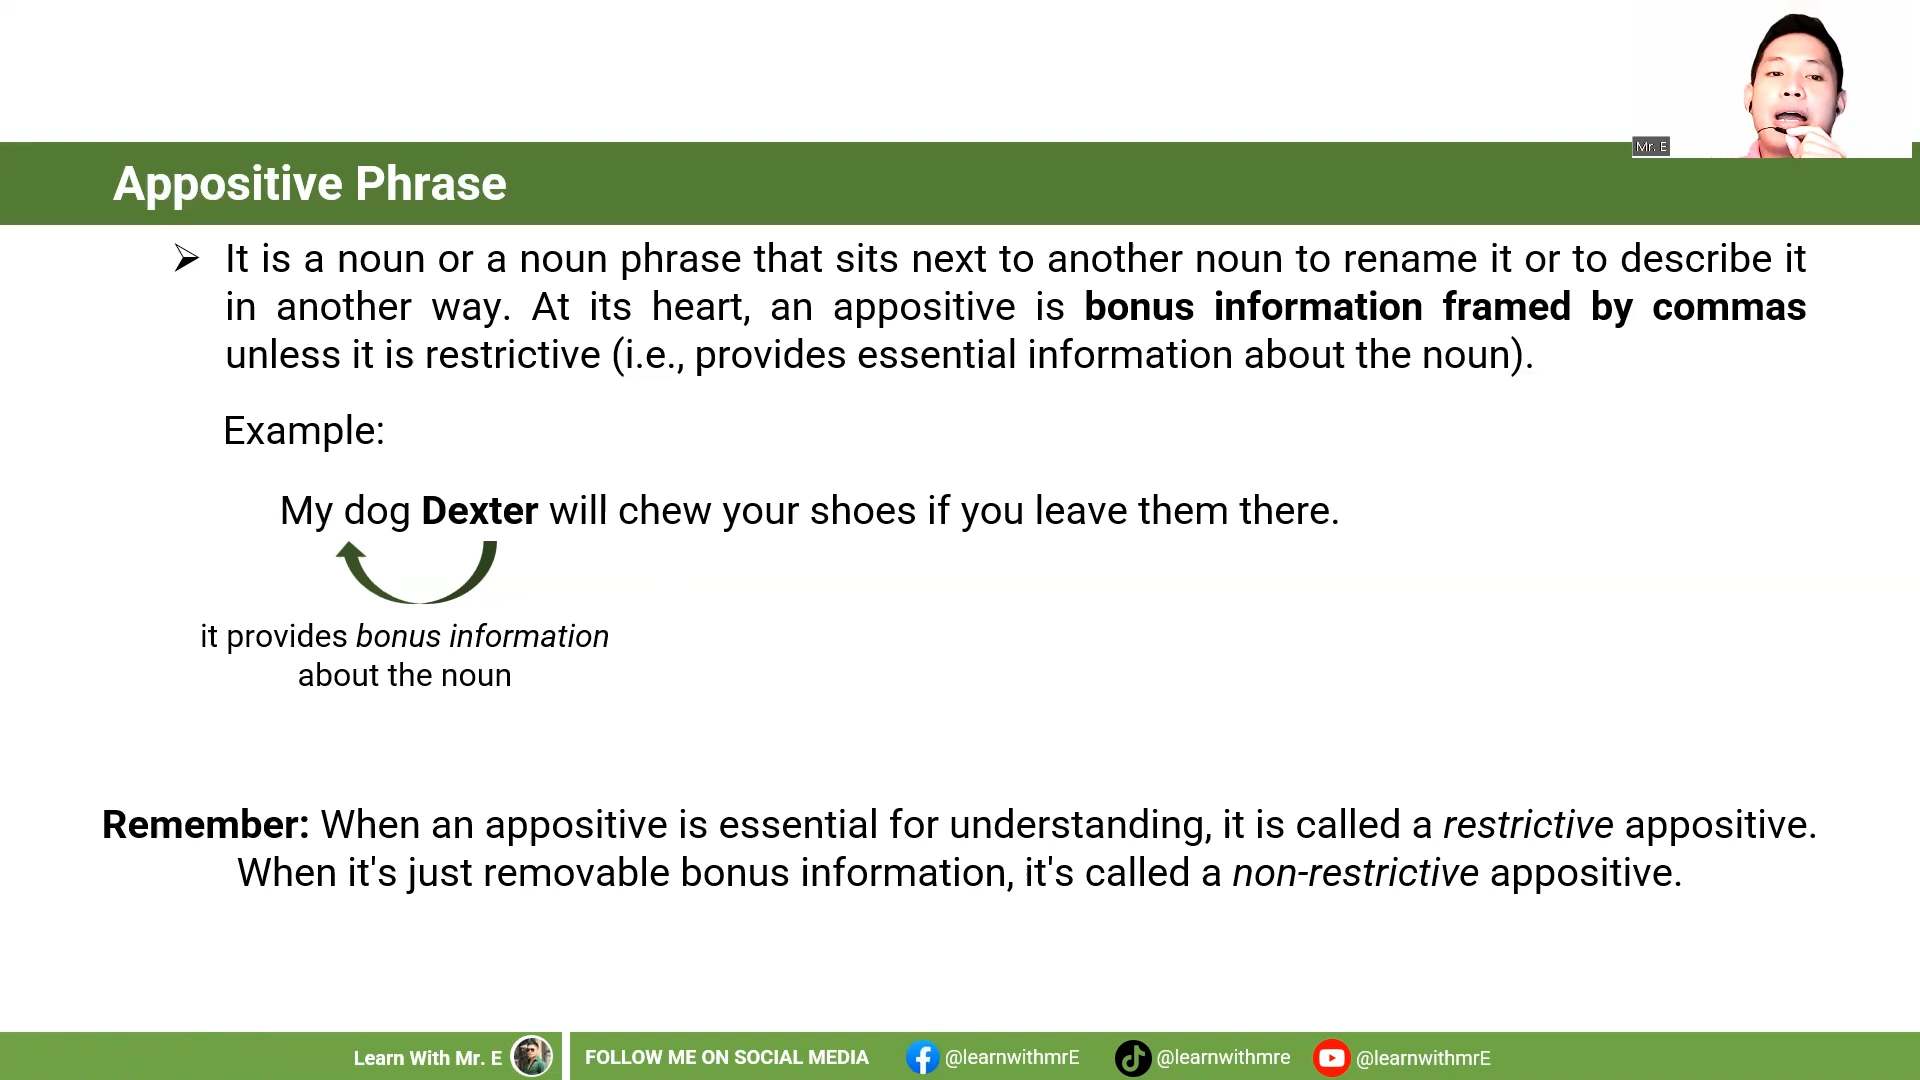 Mr. E
Appositive Phrase
➢ It is a noun or a noun phrase that sits next to another noun to rename it or to describe it
in another way. At its heart, an appositive is bonus information framed by commas
unless it is restrictive (i.e., provides essential information about the noun).
Example:
My dog Dexter will chew your shoes if you leave them there.
it provides bonus information
about the noun
Remember: When an appositive is essential for understanding, it is called a restrictive appositive.
When it's just removable bonus information, it's called a non-restrictive appositive.
Learn With Mr. E FOLLOW ME ON SOCIAL MEDIA @learnwithmrE @learnwithmre @learnwithmrE